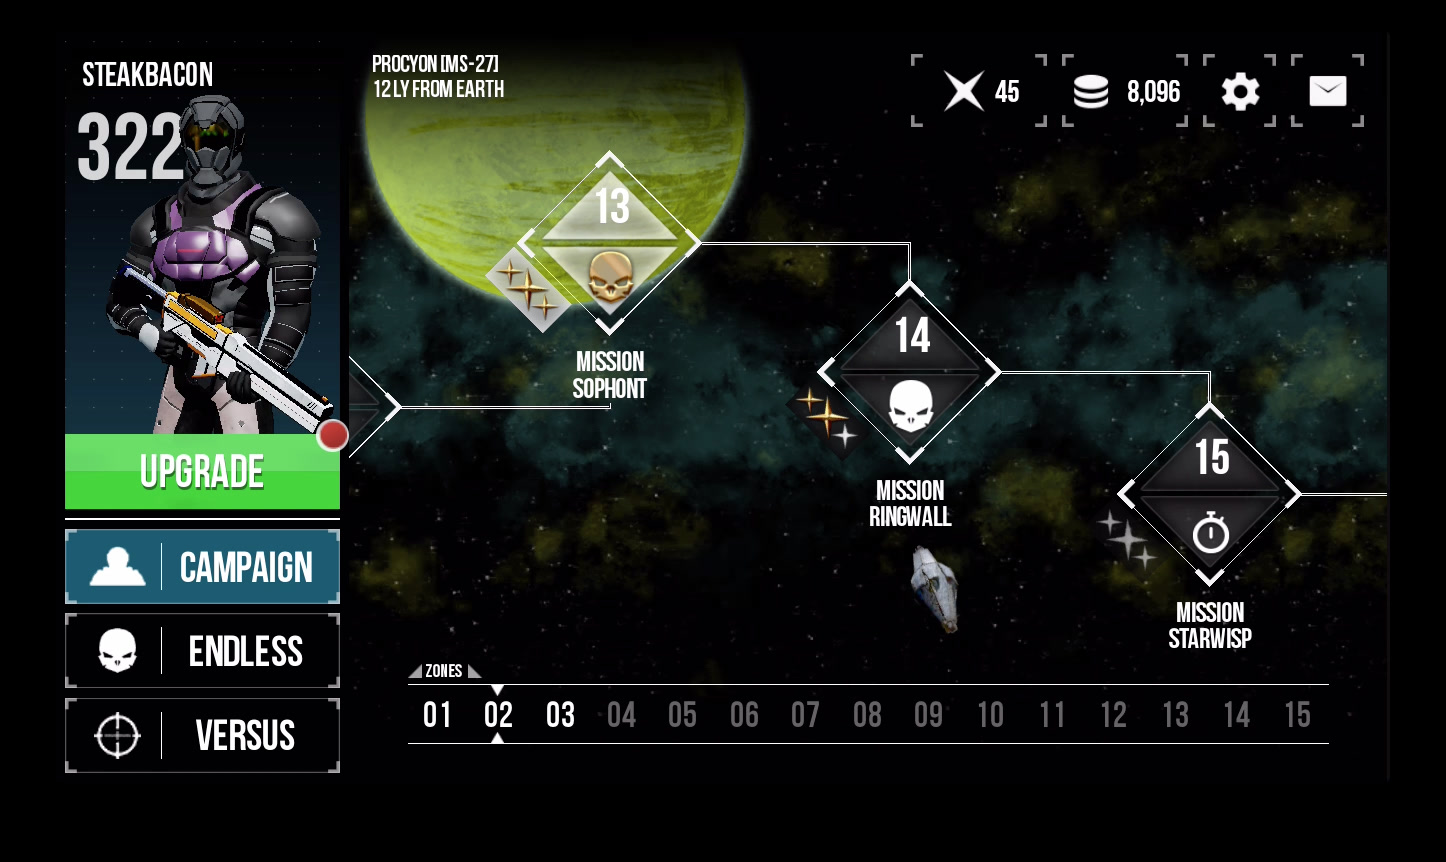 STEAKBACON
322
UPGRADE
CAMPAIGN
ENDLESS
VERSUS
PROCYON [MS-27]
12 LY FROM EARTH
45
8,096
13
MISSION
SOPHONT
14
MISSION
RINGWALL
15
MISSION
STARWISP
ZONES
01 02 03 04 05 06 07 08 09 10 11 12 13 14 15